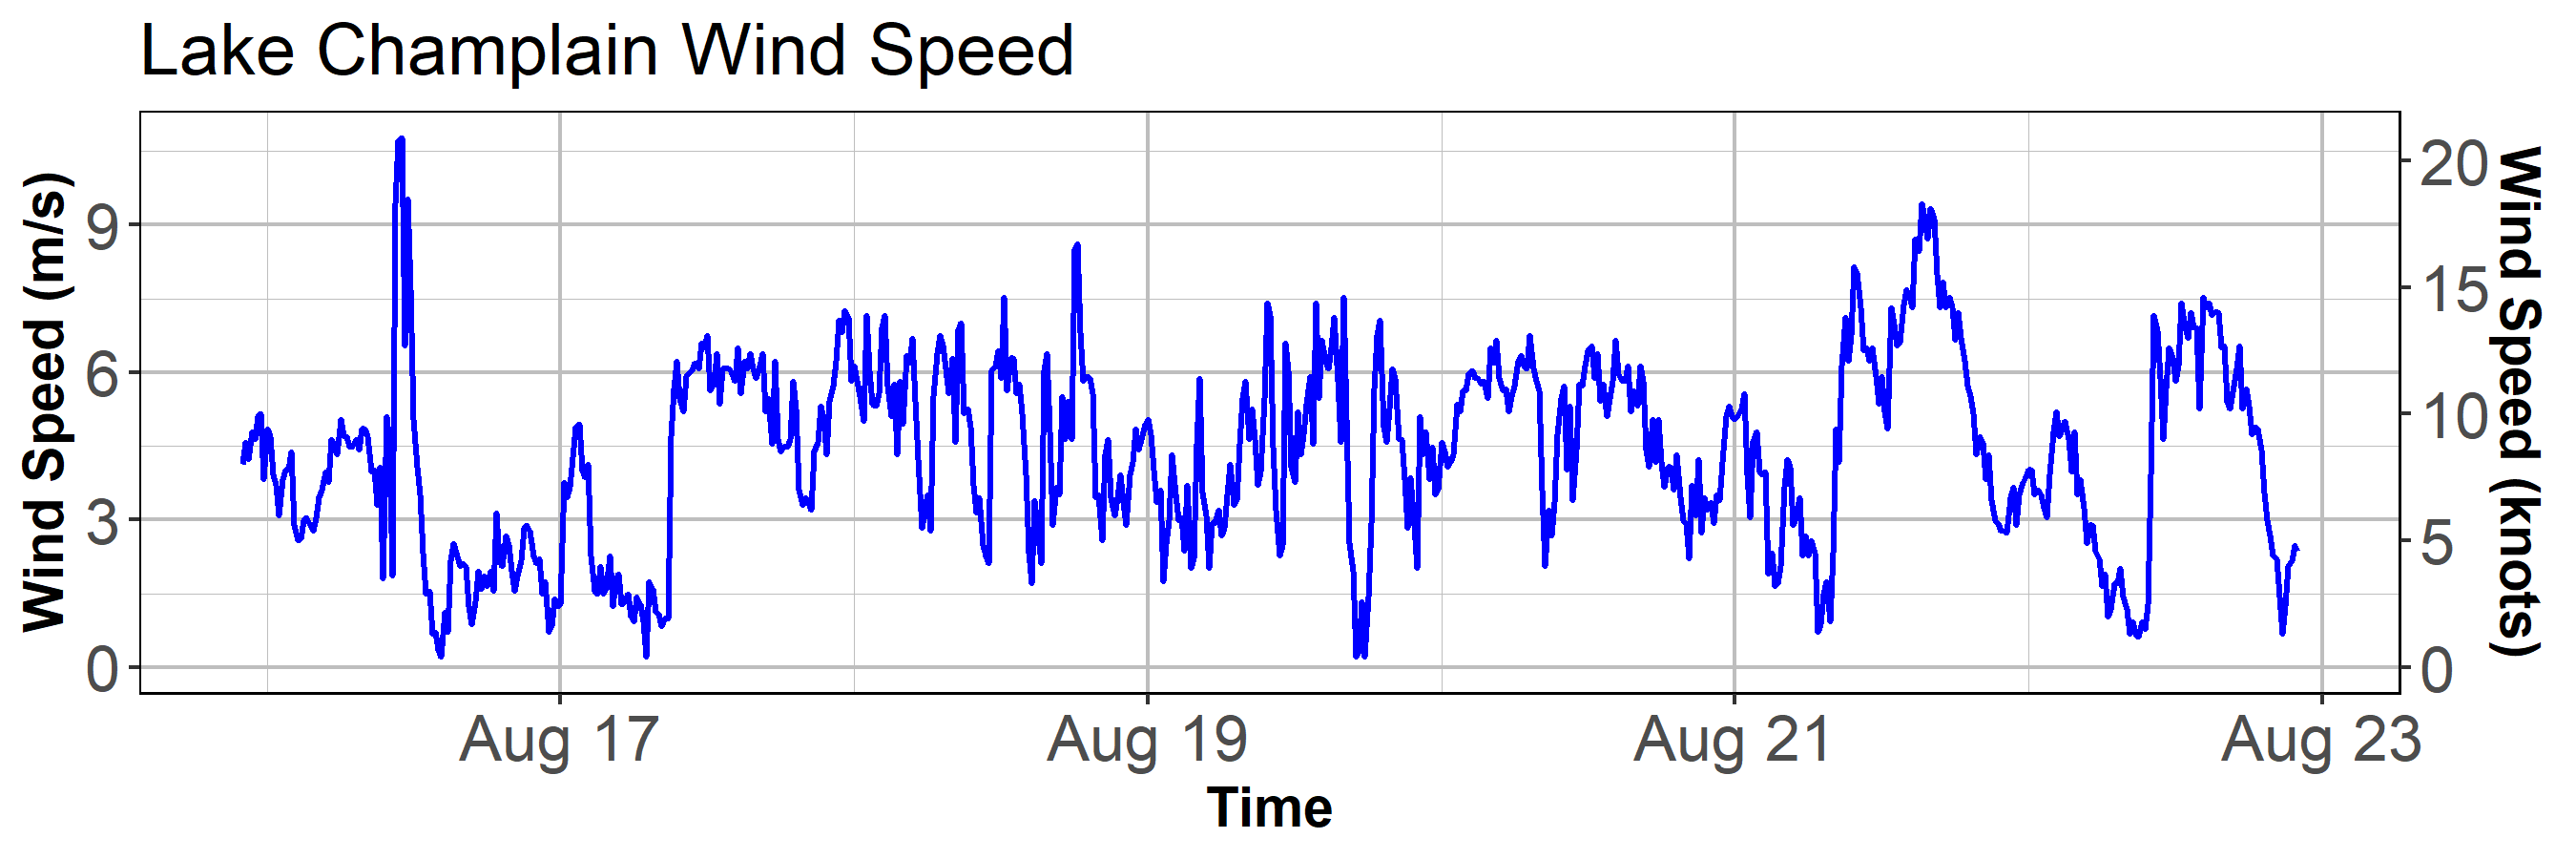 Lake Champlain Wind Speed
Wind Speed (m/s)
9
6
3
0
20
15
10
5
0
Wind Speed (knots)
Aug 17 Aug 19 Aug 21 Aug 23
Time